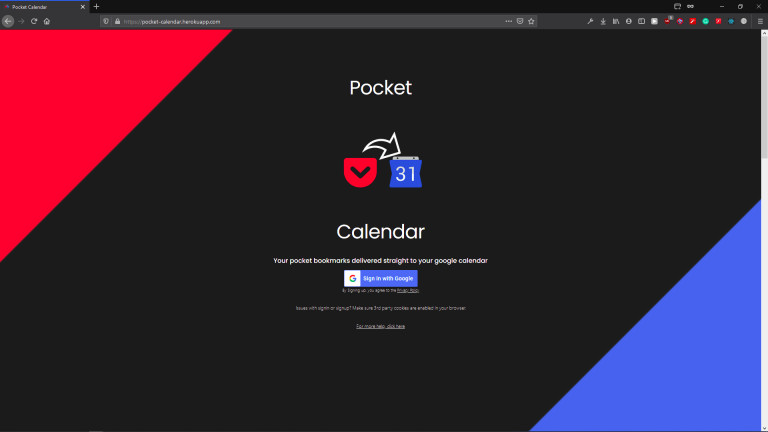 Pocket Calendar
https://pocket-calendar.herokuapp.com
Pocket
31
Calendar
Your pocket bookmarks delivered straight to your google calendar
Sign in with Google
By Signing up, you agree to the Privacy Policy
Issues with signin or signup? Make sure 3rd party cookies are enabled in your browser.
For more help, click here